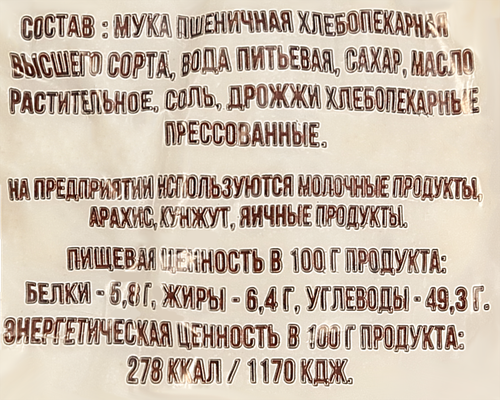 СОСТАВ : МУКА ПШЕНИЧНАЯ ХЛЕБОПЕКАРНАЯ
ВЫСШЕГО СОРТА, ВОДА ПИТЬЕВАЯ, САХАР, МАСЛО
РАСТИТЕЛЬНОЕ, СОЛЬ, ДРОЖЖИ ХЛЕБОПЕКАРНЫЕ
ПРЕССОВАННЫЕ.
НА ПРЕДПРИЯТИИ ИСПОЛЬЗУЮТСЯ МОЛОЧНЫЕ ПРОДУКТЫ,
АРАХИС, КУНЖУТ, ЯИЧНЫЕ ПРОДУКТЫ.
ПИЩЕВАЯ ЦЕННОСТЬ В 100 Г ПРОДУКТА:
БЕЛКИ - 6,8 Г, ЖИРЫ - 6,4 Г, УГЛЕВОДЫ - 49,3 Г.
ЭНЕРГЕТИЧЕСКАЯ ЦЕННОСТЬ В 100 Г ПРОДУКТА:
278 ККАЛ / 1170 КДЖ.